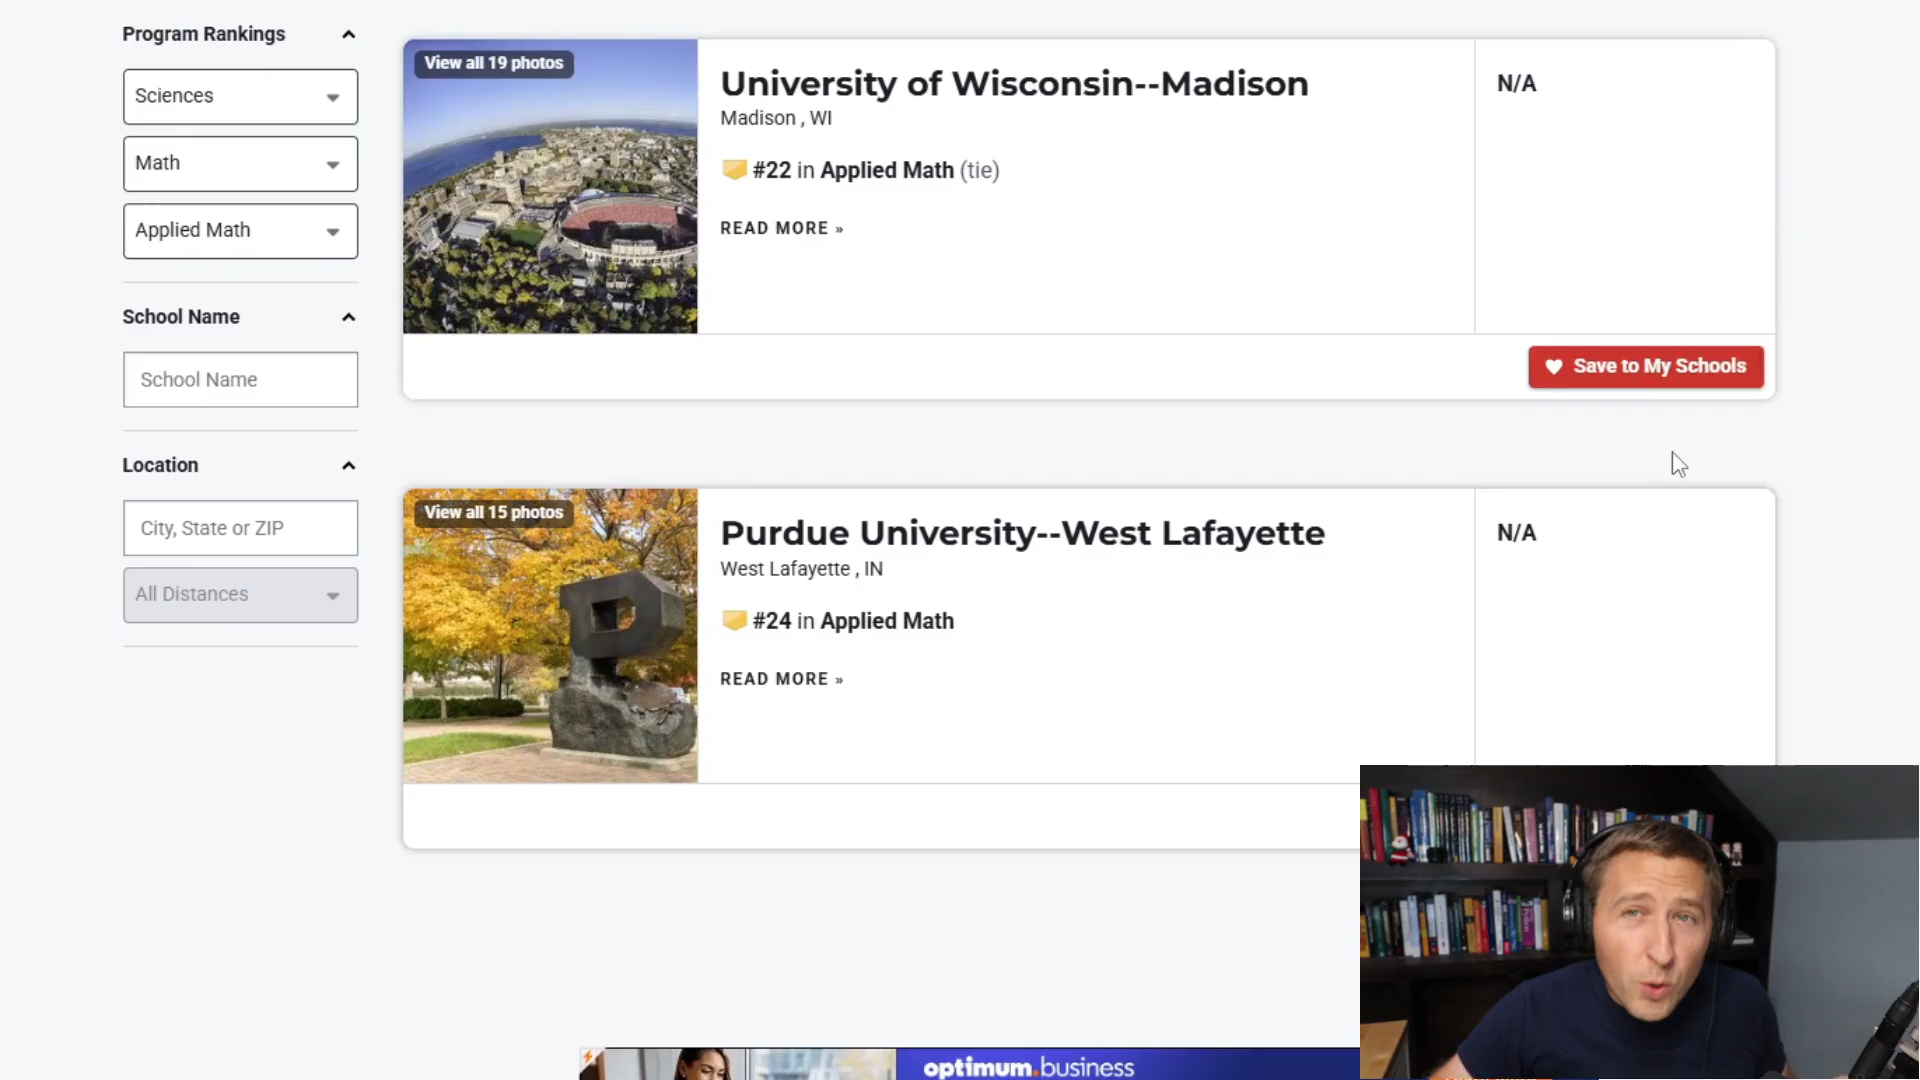 Program Rankings
Sciences
Math
Applied Math
School Name
School Name
Location
City, State or ZIP
All Distances
View all 19 photos
University of Wisconsin--Madison
Madison , WI
#22 in Applied Math (tie)
READ MORE »
N/A
Save to My Schools
View all 15 photos
Purdue University--West Lafayette
West Lafayette , IN
#24 in Applied Math
READ MORE »
N/A
optimum.business